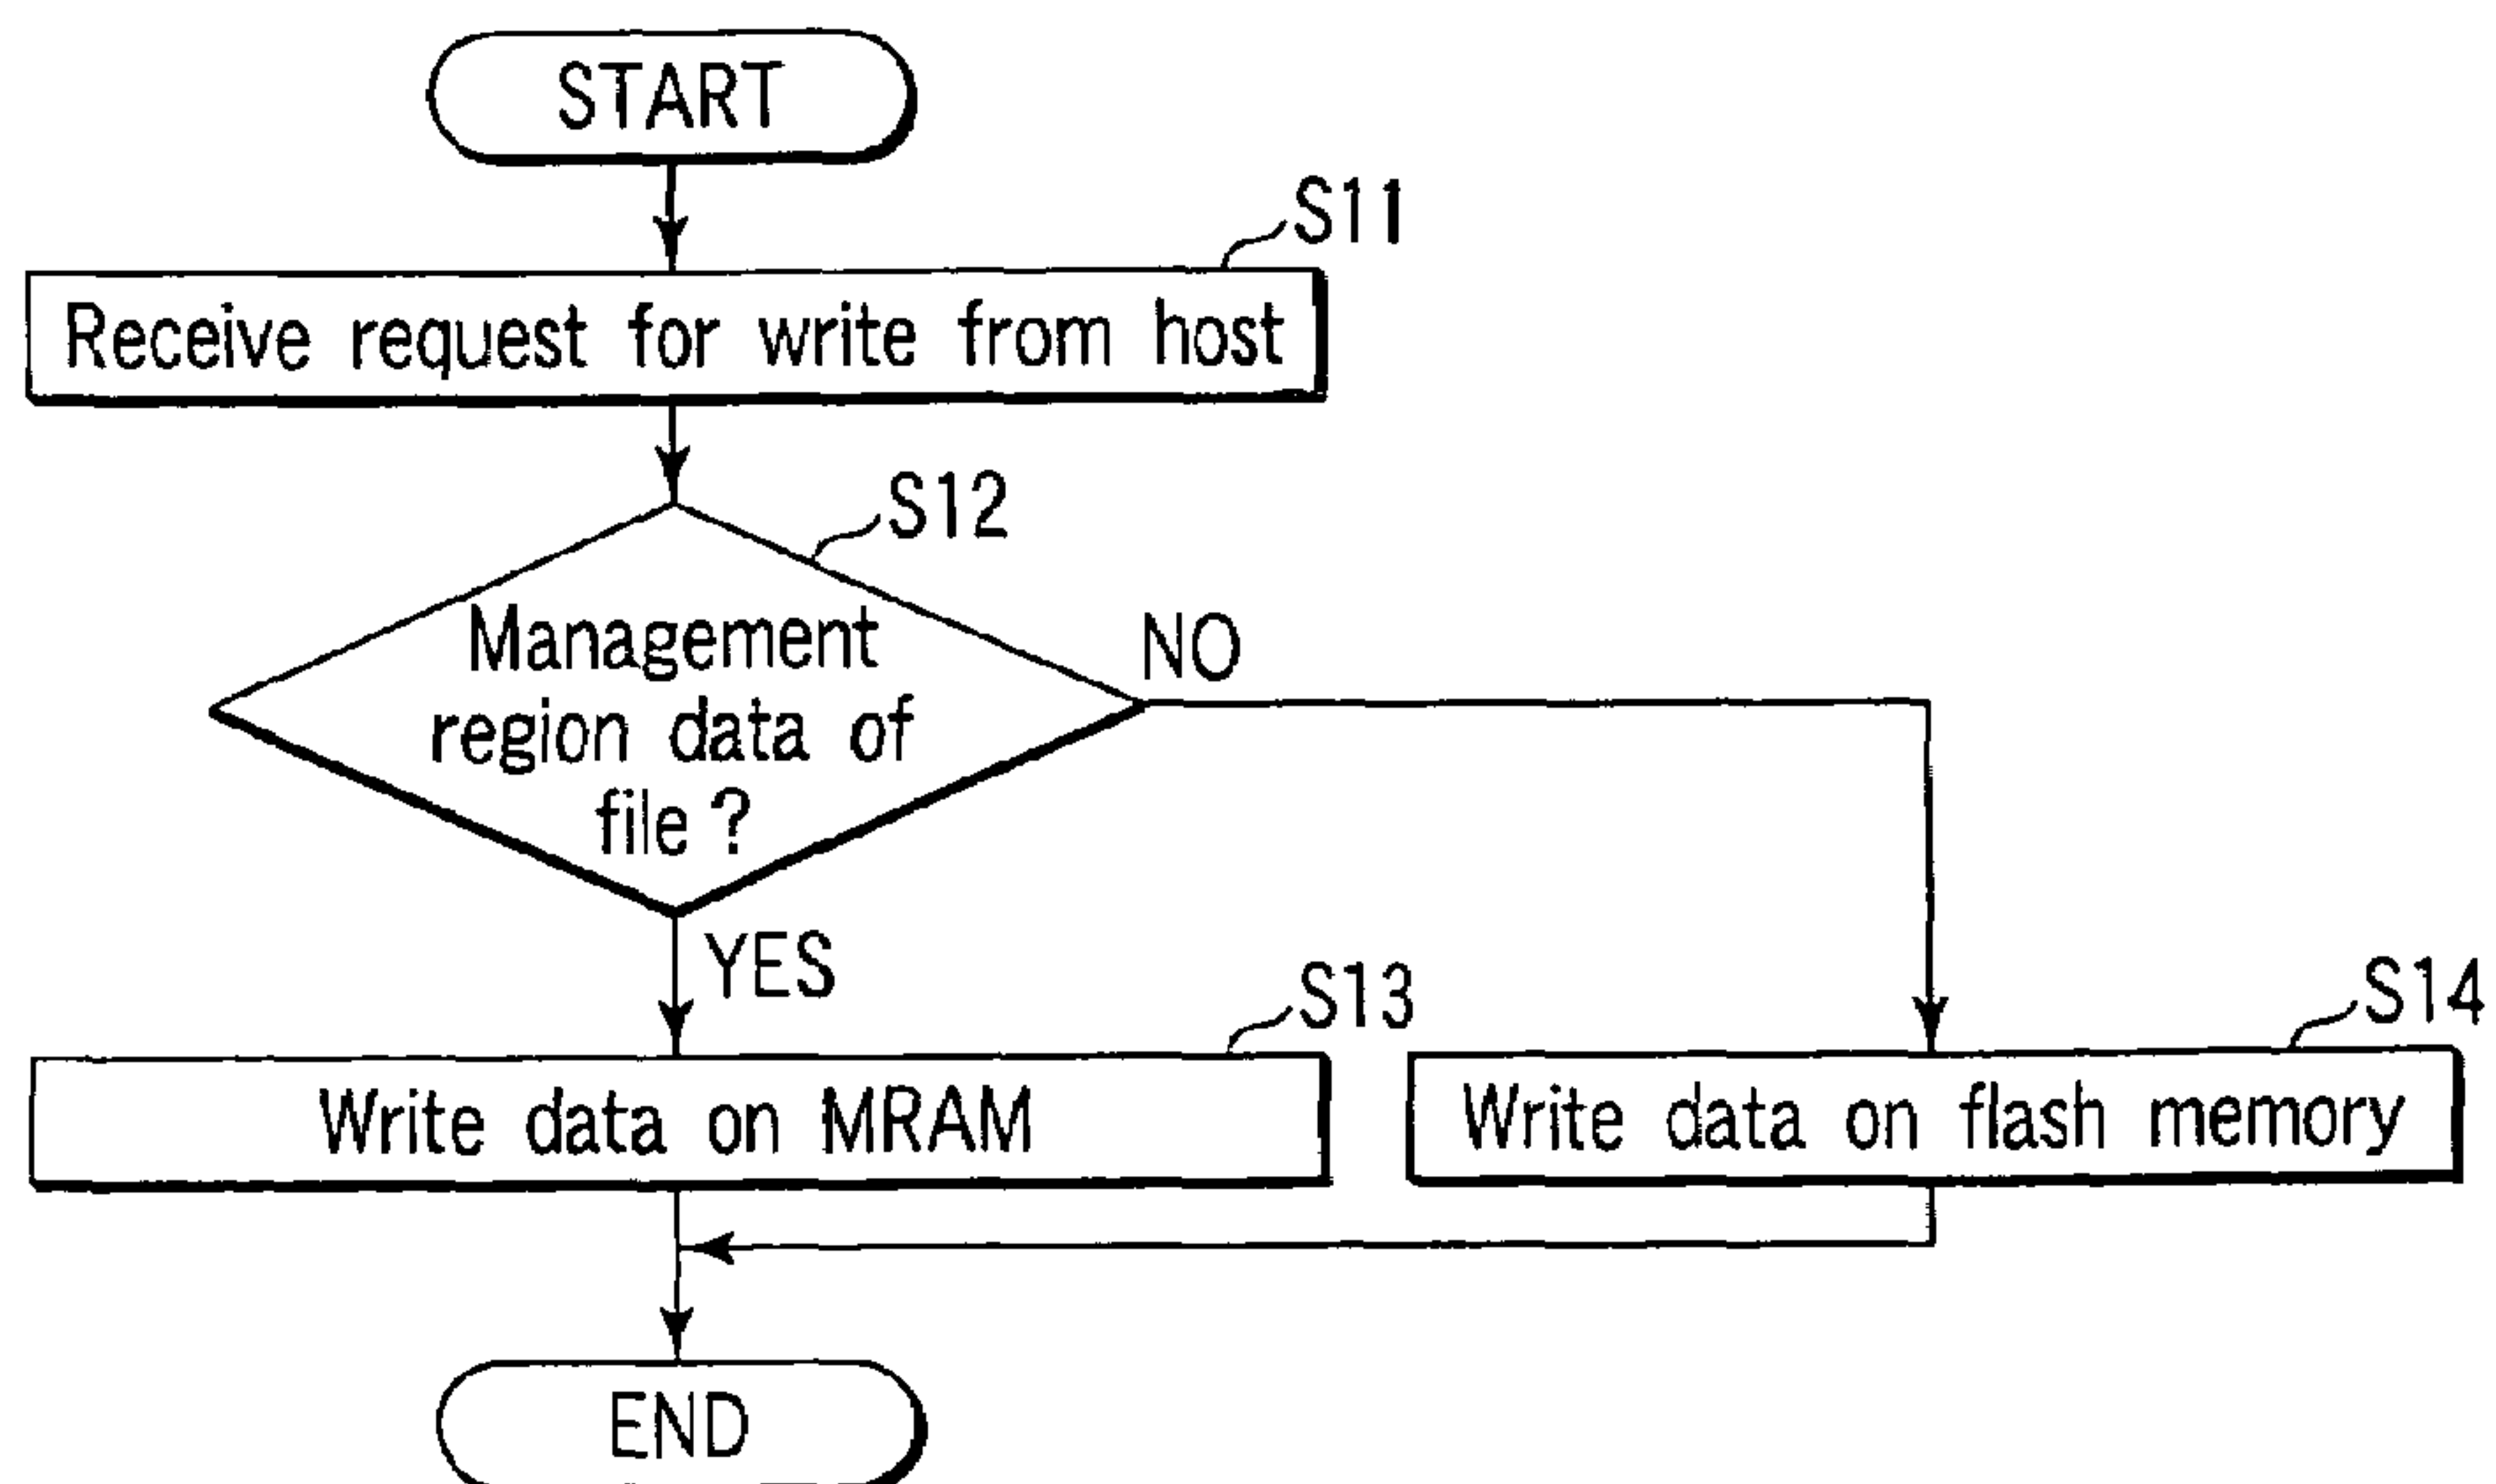 START
S11
Receive request for write from host
S12
Management
region data of
file ?
NO
YES
S13
S14
Write data on MRAM
Write data on flash memory
END